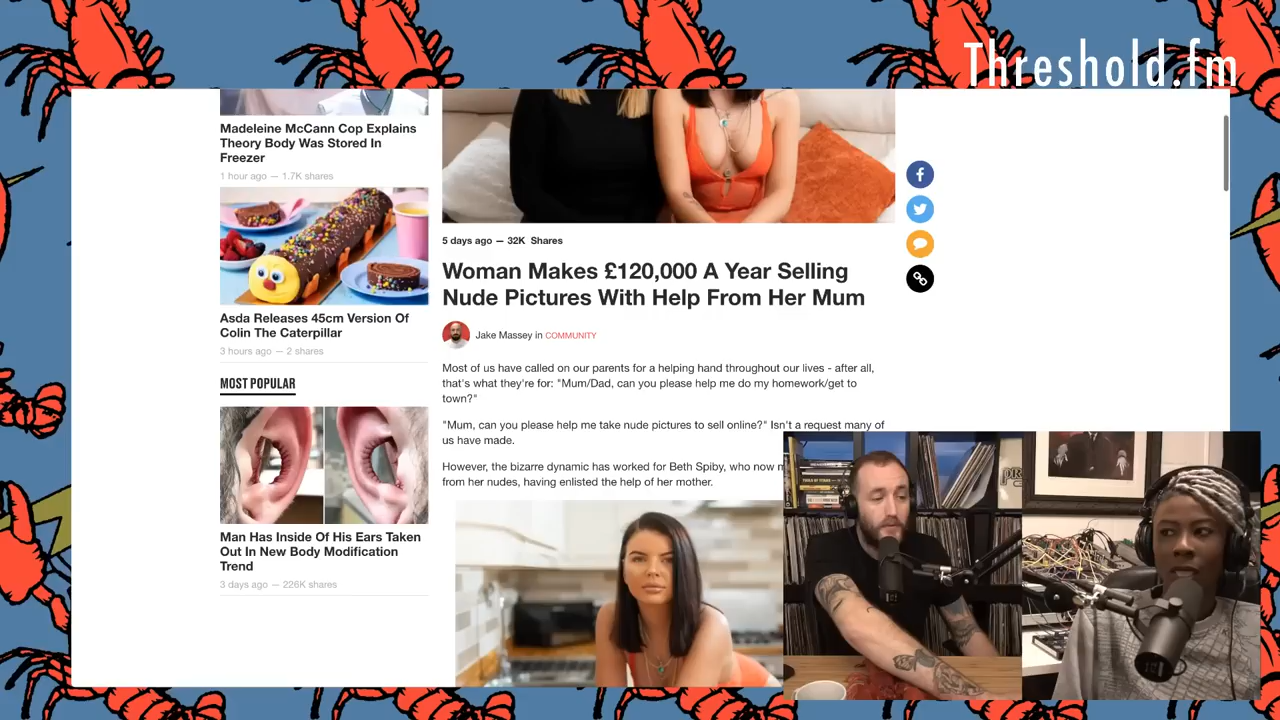 Threshold.fm
Madeleine McCann Cop Explains
Theory Body Was Stored In
Freezer
1 hour ago — 1.7K shares
Asda Releases 45cm Version Of
Colin The Caterpillar
3 hours ago — 2 shares
MOST POPULAR
Man Has Inside Of His Ears Taken
Out In New Body Modification
Trend
3 days ago — 226K shares
5 days ago — 32K Shares
Woman Makes £120,000 A Year Selling
Nude Pictures With Help From Her Mum
Jake Massey in COMMUNITY
Most of us have called on our parents for a helping hand throughout our lives - after all,
that's what they're for: "Mum/Dad, can you please help me do my homework/get to
town?"
"Mum, can you please help me take nude pictures to sell online?" Isn't a request many of
us have made.
However, the bizarre dynamic has worked for Beth Spiby, who now
from her nudes, having enlisted the help of her mother.